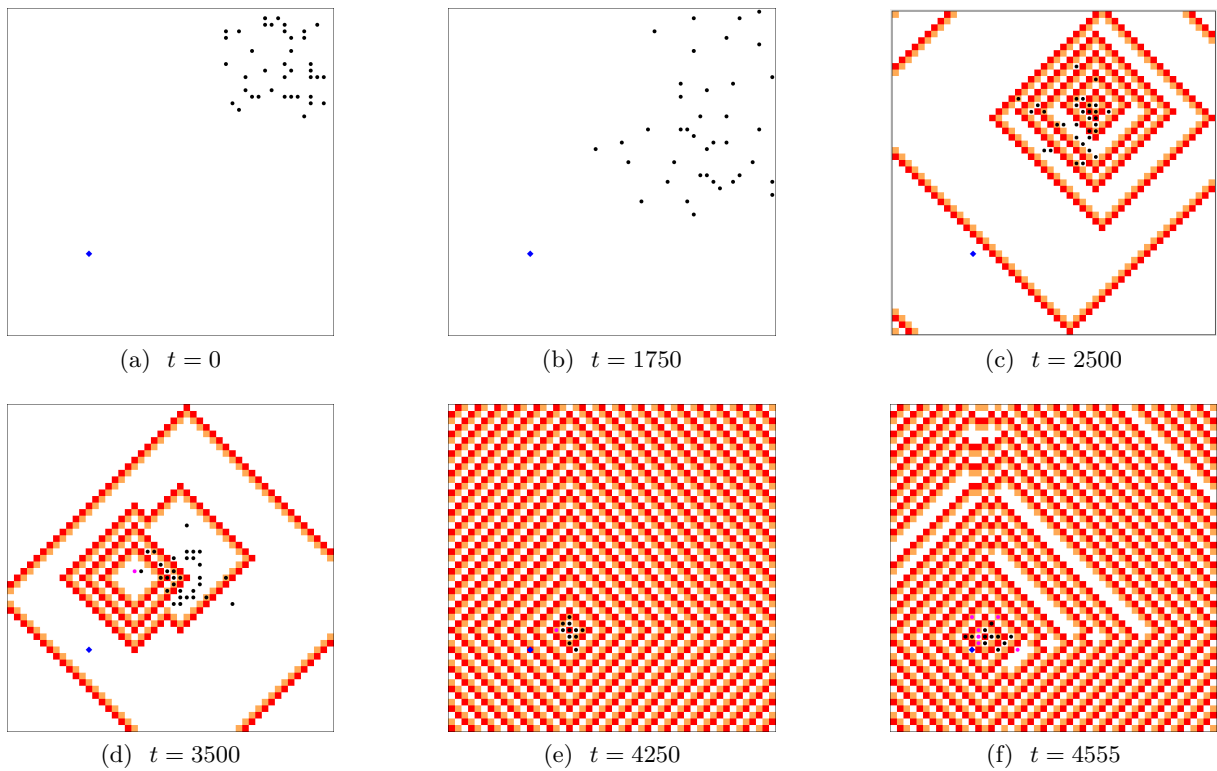 (a) t = 0
(b) t = 1750
(c) t = 2500
(d) t = 3500
(e) t = 4250
(f) t = 4555